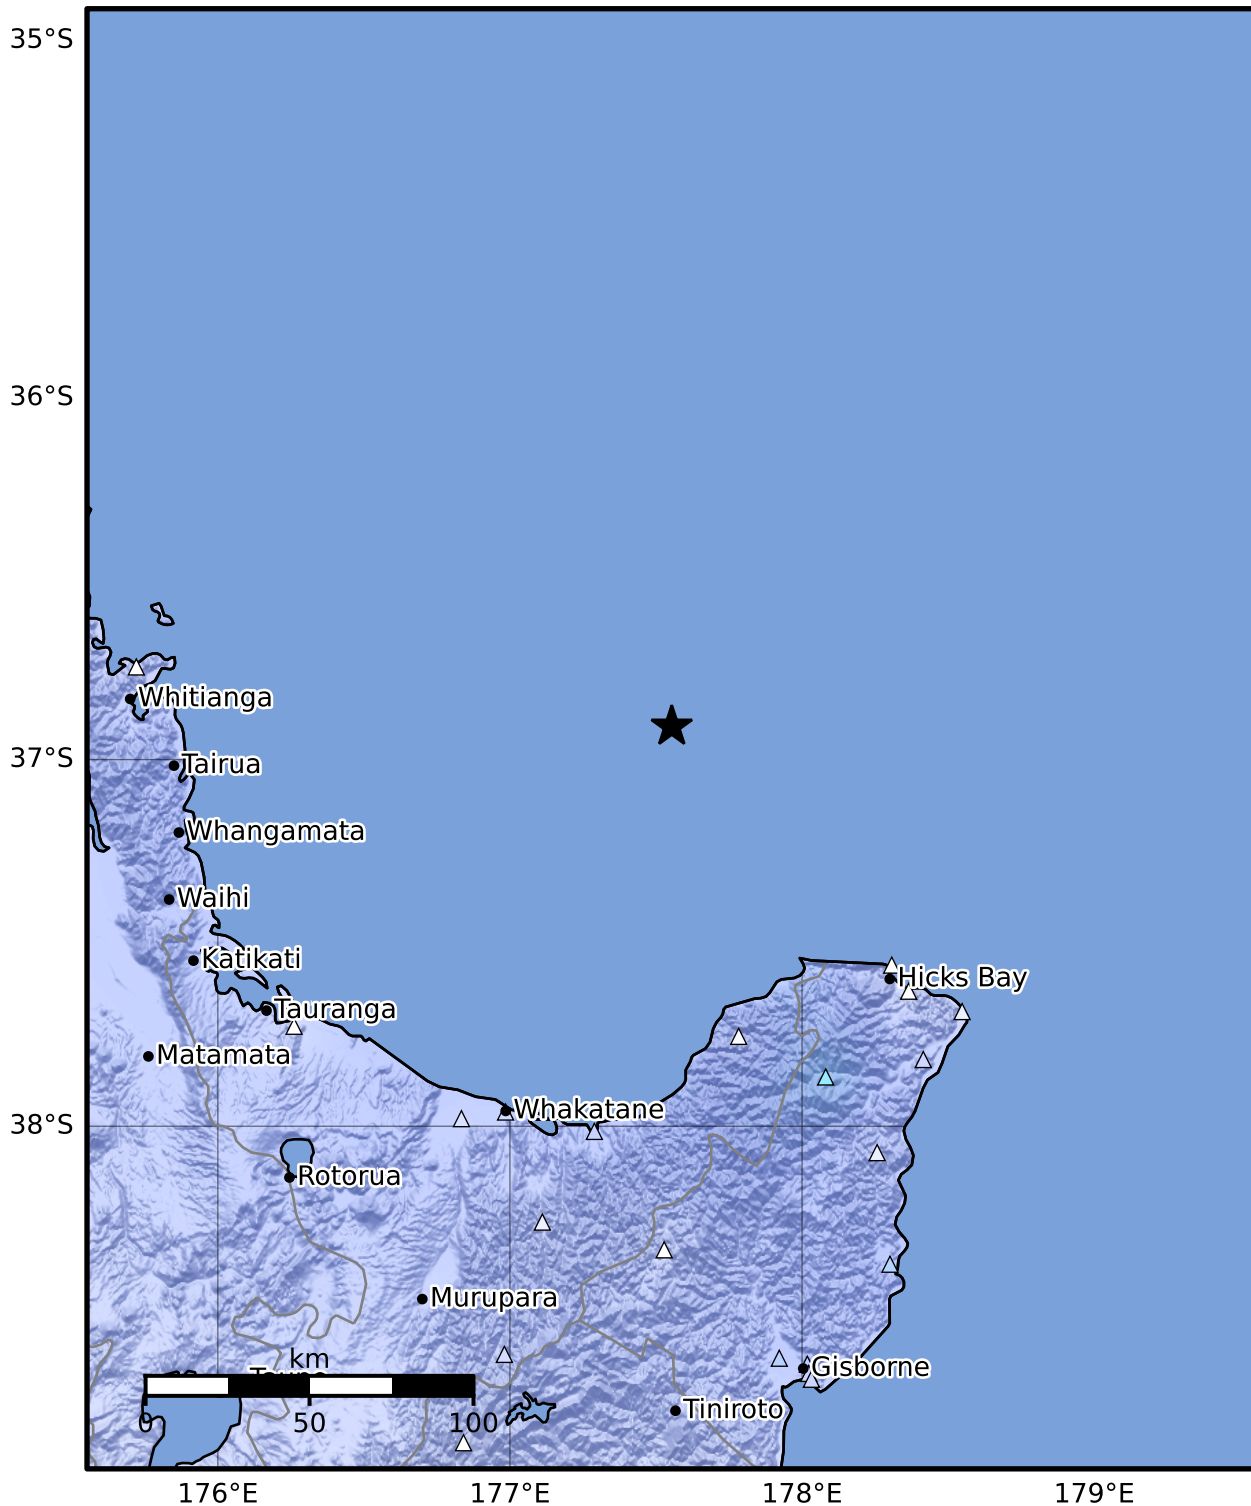 35°S
36°S
Whitianga
37°S
Tairua
Whangamata
Waihi
Katikati
Hicks Bay
Tauranga
Matamata
Whakatane
38°S
Rotorua
Murupara
km
Gisborne
Tiniroto
0 50 100
176°E 177°E 178°E 179°E